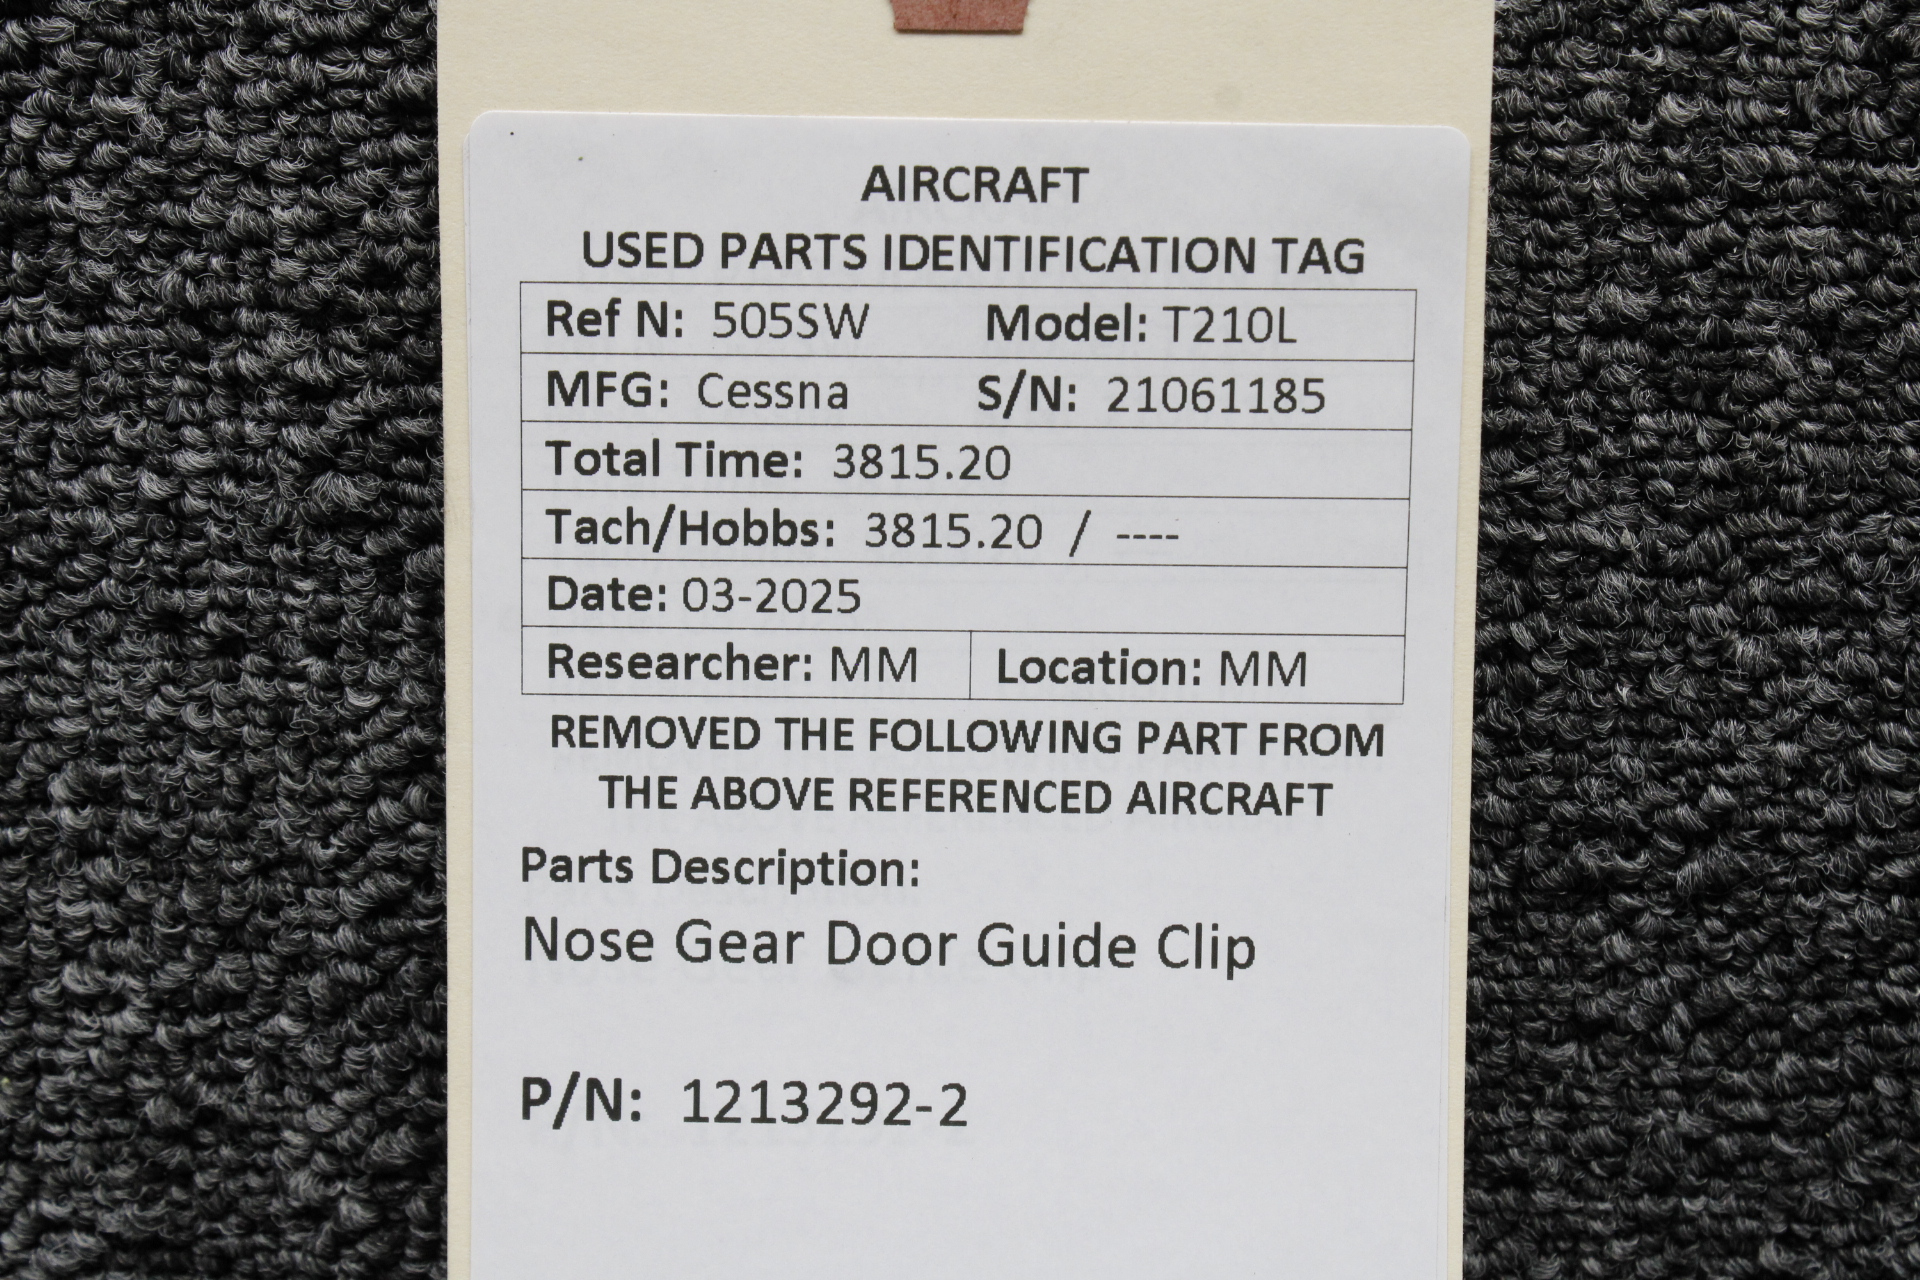 AIRCRAFT
USED PARTS IDENTIFICATION TAG
Ref N: 505SW Model: T210L
MFG: Cessna S/N: 21061185
Total Time: 3815.20
Tach/Hobbs: 3815.20 / ----
Date: 03-2025
Researcher: MM Location: MM
REMOVED THE FOLLOWING PART FROM
THE ABOVE REFERENCED AIRCRAFT
Parts Description:
Nose Gear Door Guide Clip
P/N: 1213292-2